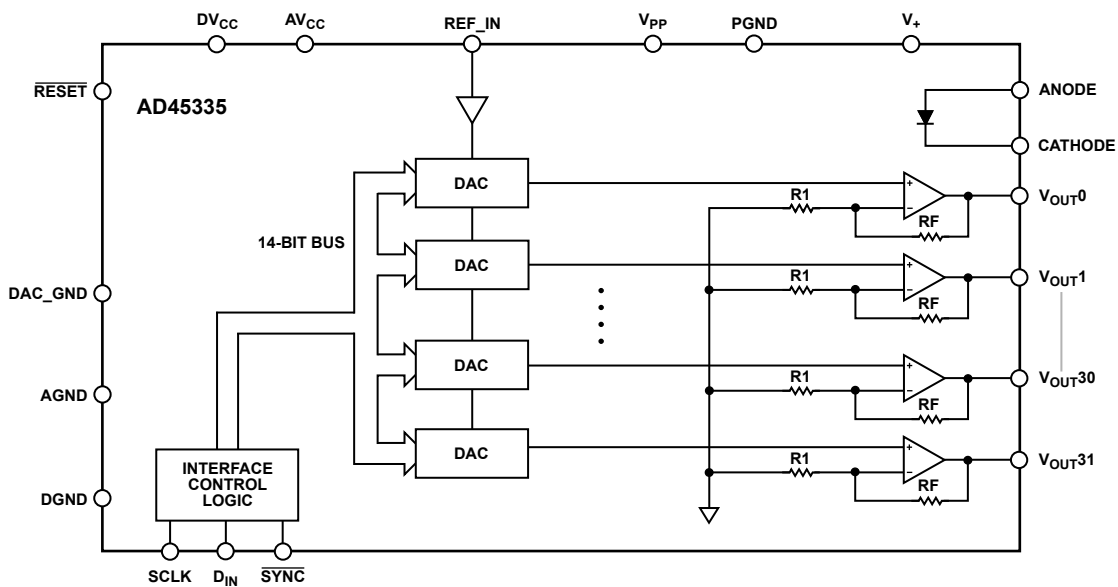 DVCC
AVCC
REF_IN
VPP
PGND
V+
RESET
AD45335
ANODE
CATHODE
DAC
+
R1
–
VOUT0
RF
14-BIT BUS
DAC
+
R1
–
VOUT1
RF
DAC_GND
DAC
+
R1
–
VOUT30
RF
AGND
DAC
+
R1
–
VOUT31
RF
INTERFACE
CONTROL
LOGIC
DGND
SCLK
DIN
SYNC